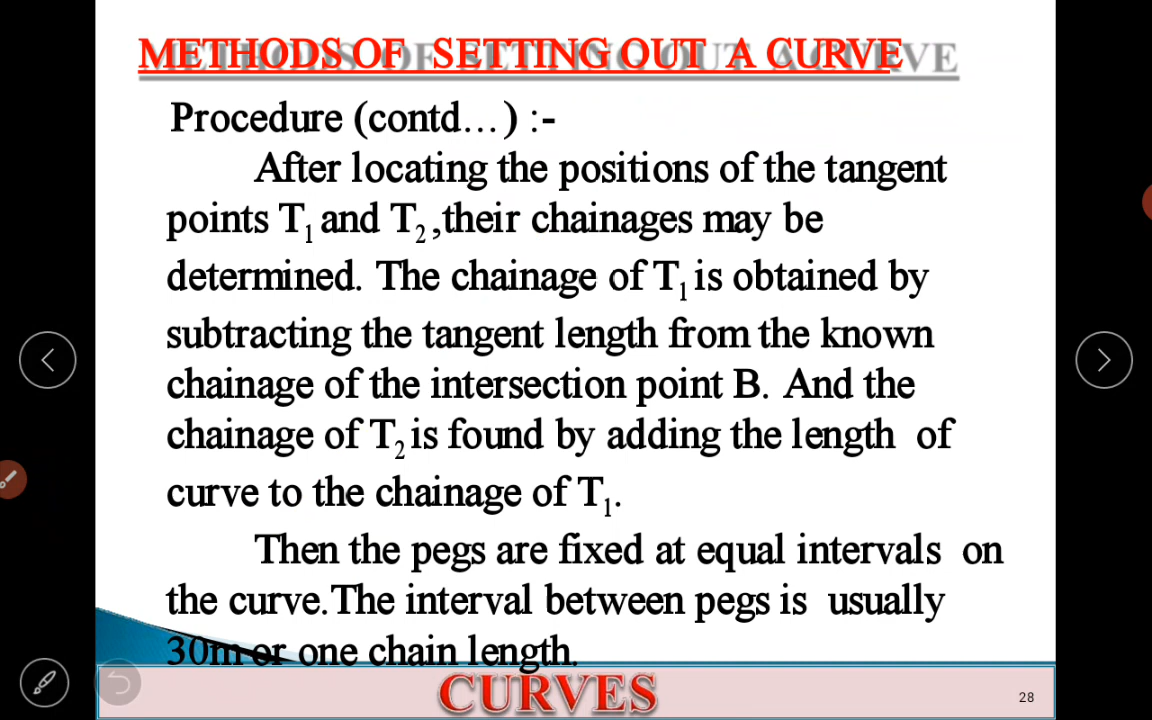 METHODS OF SETTING OUT A CURVE
Procedure (contd…) :-
After locating the positions of the tangent
points T₁ and T₂ ,their chainages may be
determined. The chainage of T₁ is obtained by
subtracting the tangent length from the known
chainage of the intersection point B. And the
chainage of T₂ is found by adding the length of
curve to the chainage of T₁.
Then the pegs are fixed at equal intervals on
the curve.The interval between pegs is usually
30m or one chain length.
CURVES
28